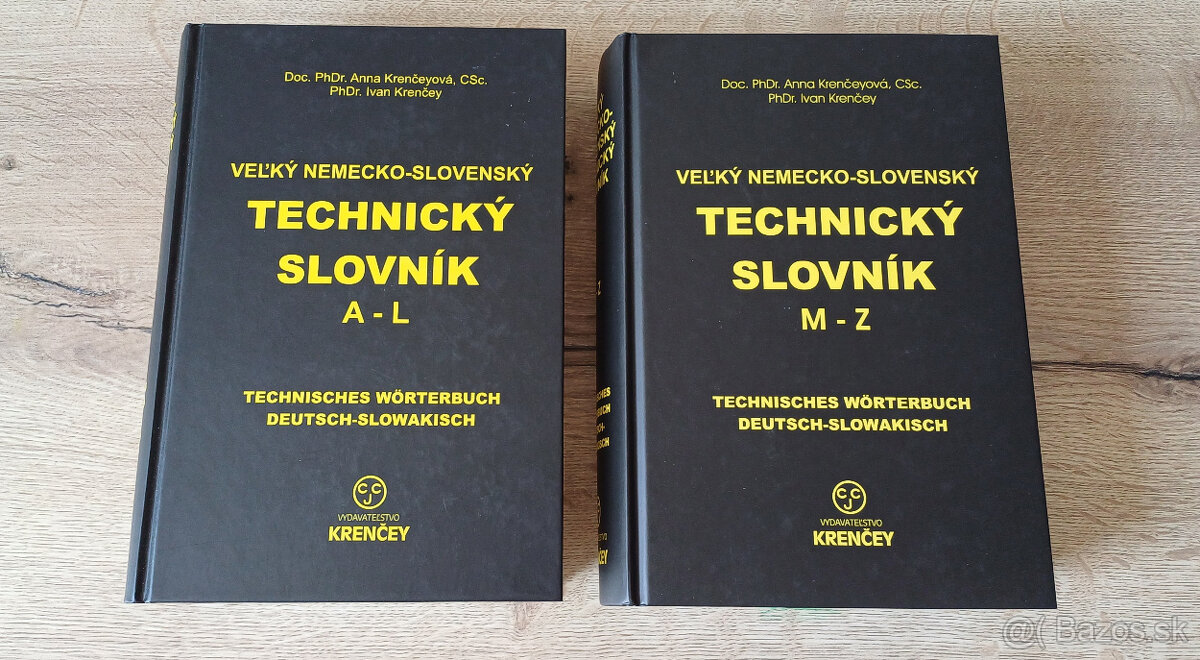 Doc. PhDr. Anna Krenčeyová, CSc.
PhDr. Ivan Krenčey
VEĽKÝ NEMECKO-SLOVENSKÝ
TECHNICKÝ
SLOVNÍK
A - L
TECHNISCHES WÖRTERBUCH
DEUTSCH-SLOWAKISCH
VYDAVATEĽSTVO
KRENČEY
Doc. PhDr. Anna Krenčeyová, CSc.
PhDr. Ivan Krenčey
VEĽKÝ NEMECKO-SLOVENSKÝ
TECHNICKÝ
SLOVNÍK
M - Z
TECHNISCHES WÖRTERBUCH
DEUTSCH-SLOWAKISCH
VYDAVATEĽSTVO
KRENČEY
Bazos.sk